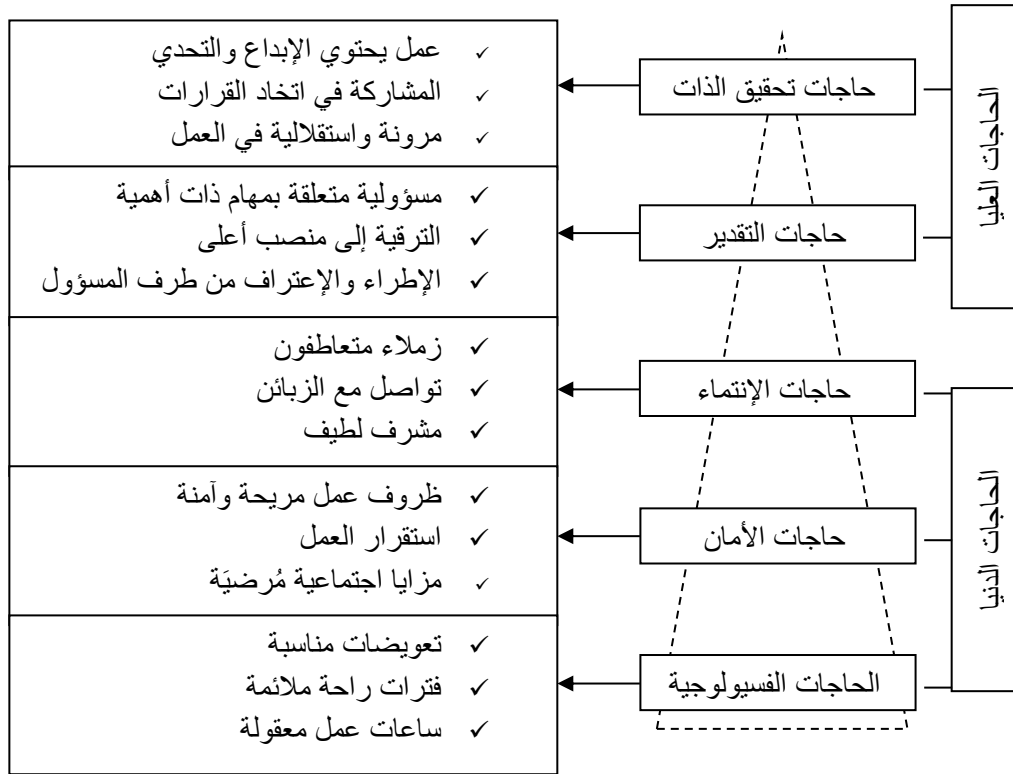 الحاجات العليا
حاجات تحقيق الذات
✓ عمل يحتوي الإبداع والتحدي
✓ المشاركة في اتخاد القرارات
✓ مرونة واستقلالية في العمل
حاجات التقدير
✓ مسؤولية متعلقة بمهام ذات أهمية
✓ الترقية إلى منصب أعلى
✓ الإطراء والإعتراف من طرف المسؤول
الحاجات الدنيا
حاجات الإنتماء
✓ زملاء متعاطفون
✓ تواصل مع الزبائن
✓ مشرف لطيف
حاجات الأمان
✓ ظروف عمل مريحة وآمنة
✓ استقرار العمل
✓ مزايا اجتماعية مُرضيَة
الحاجات الفسيولوجية
✓ تعويضات مناسبة
✓ فترات راحة ملائمة
✓ ساعات عمل معقولة